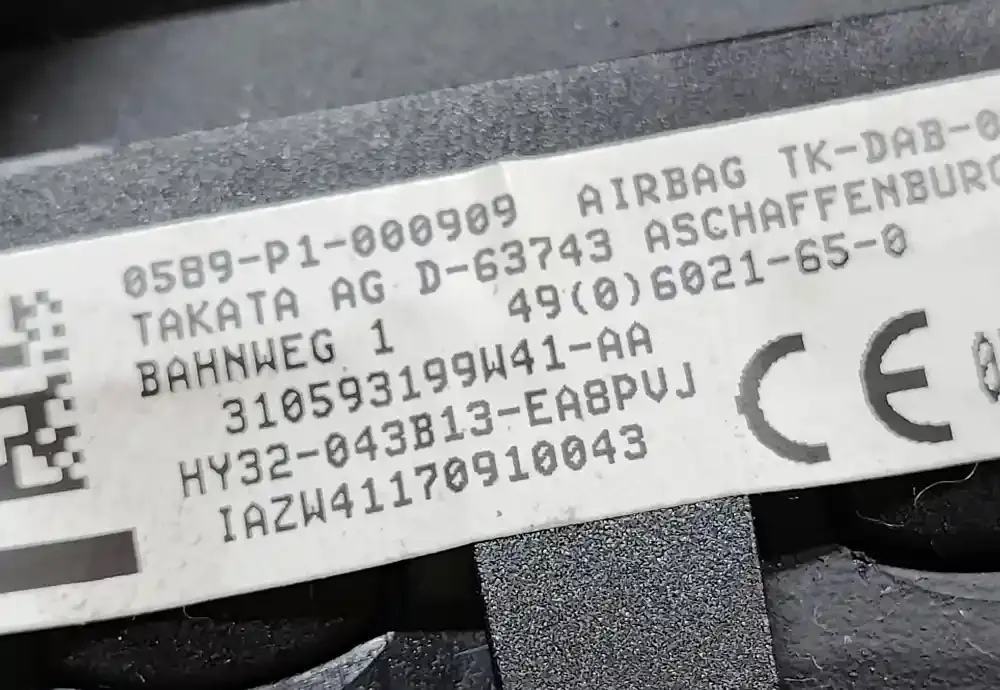 0589-P1-000909 AIRBAG TK-DAB-0
TAKATA AG D-63743 ASCHAFFENBURG
BAHNWEG 1 49(0)6021-65-0
310593199W41-AA
HY32-043B13-EA8PVJ
IAZW41170910043
CE 0